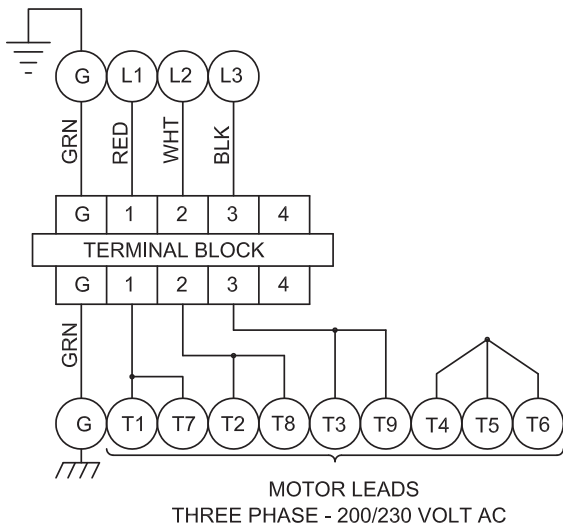 G L1 L2 L3
GRN RED WHT BLK
G 1 2 3 4
TERMINAL BLOCK
G 1 2 3 4
GRN
G T1 T7 T2 T8 T3 T9 T4 T5 T6
MOTOR LEADS
THREE PHASE - 200/230 VOLT AC